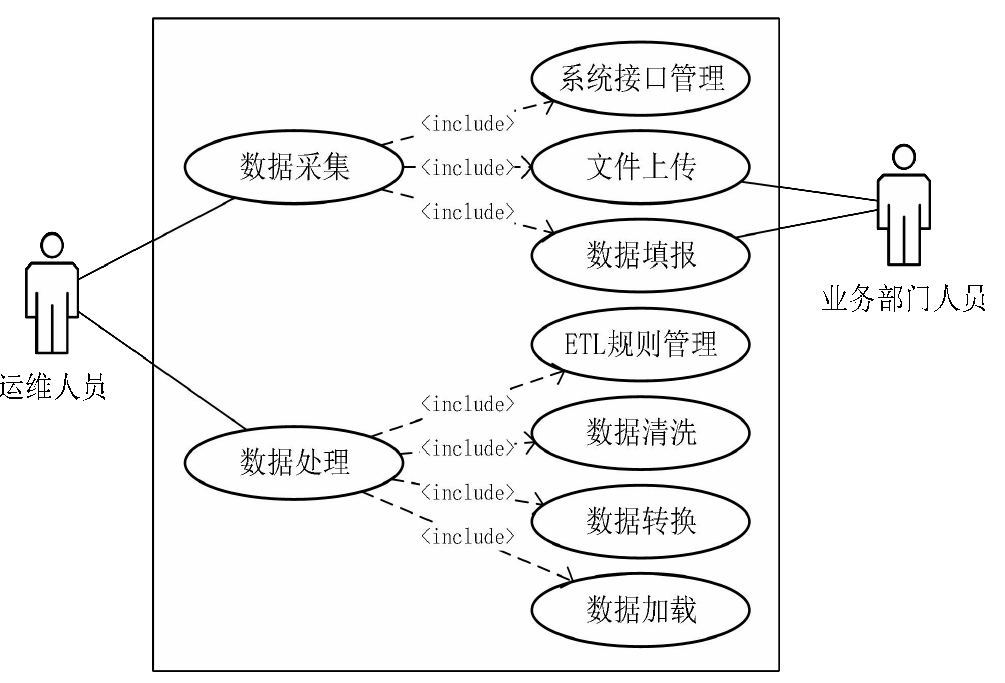 系统接口管理
<include>
数据采集
<include>
文件上传
<include>
数据填报
业务部门人员
ETL规则管理
运维人员
<include>
数据清洗
<include>
数据处理
<include>
数据转换
<include>
数据加载